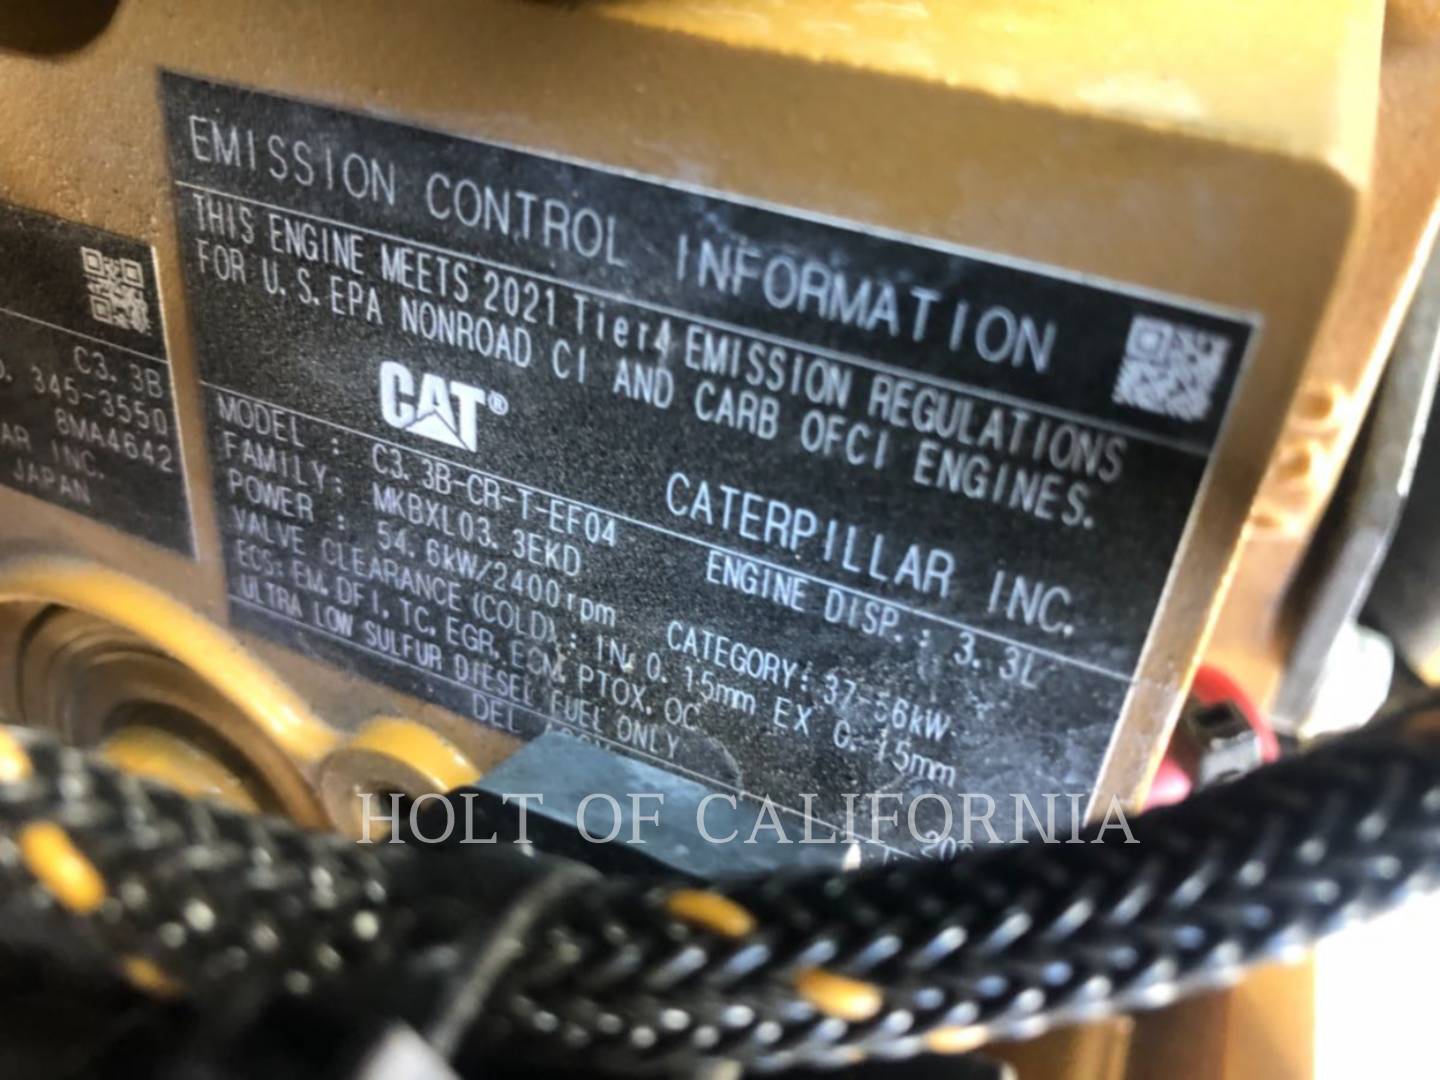 EMISSION CONTROL INFORMATION
THIS ENGINE MEETS 2021 Tier4 EMISSION REGULATIONS
FOR U.S.EPA NONROAD CI AND CARB OFCI ENGINES.
CAT® CATERPILLAR INC.
MODEL : C3.3B-CR-T-EF04 ENGINE DISP.: 3.3L
FAMILY: MKBXL03.3EKD
POWER : 54.6kW/2400rpm CATEGORY: 37-56kW
VALVE CLEARANCE (COLD): IN 0.15mm EX 0.15mm
ECS: EM, DFI, TC, EGR, ECM, PTOX, OC
ULTRA LOW SULFUR DIESEL FUEL ONLY
C3.3B
345-3550
8MA4642
INC.
JAPAN
HOLT OF CALIFORNIA